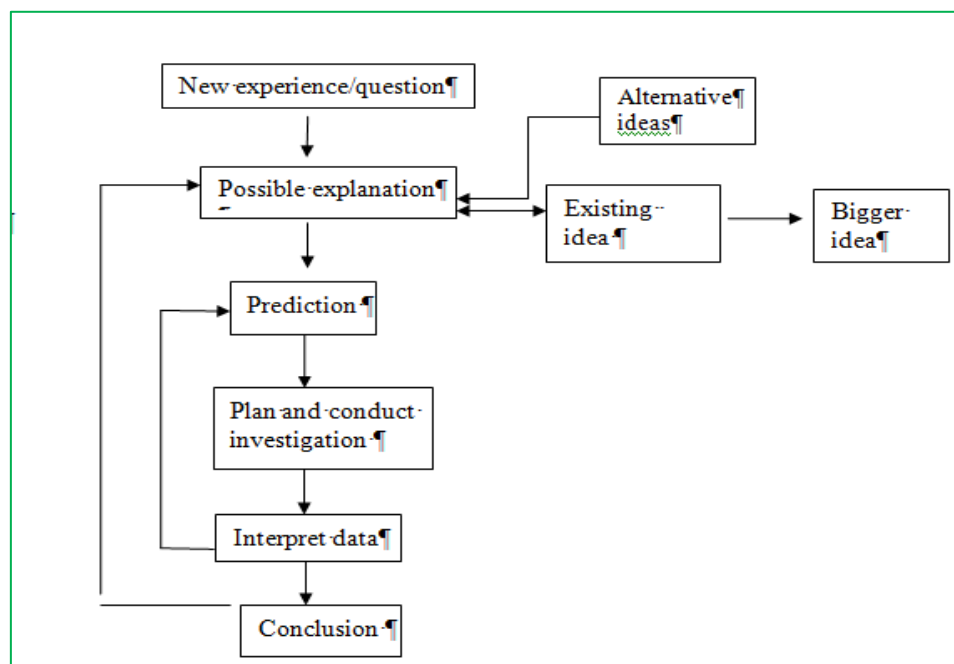 New·experience/question¶
Alternative¶
ideas¶
Possible·explanation¶
¶
Existing··
idea·¶
Bigger·
idea¶
Prediction·¶
Plan·and·conduct·
investigation·¶
Interpret·data¶
Conclusion·¶